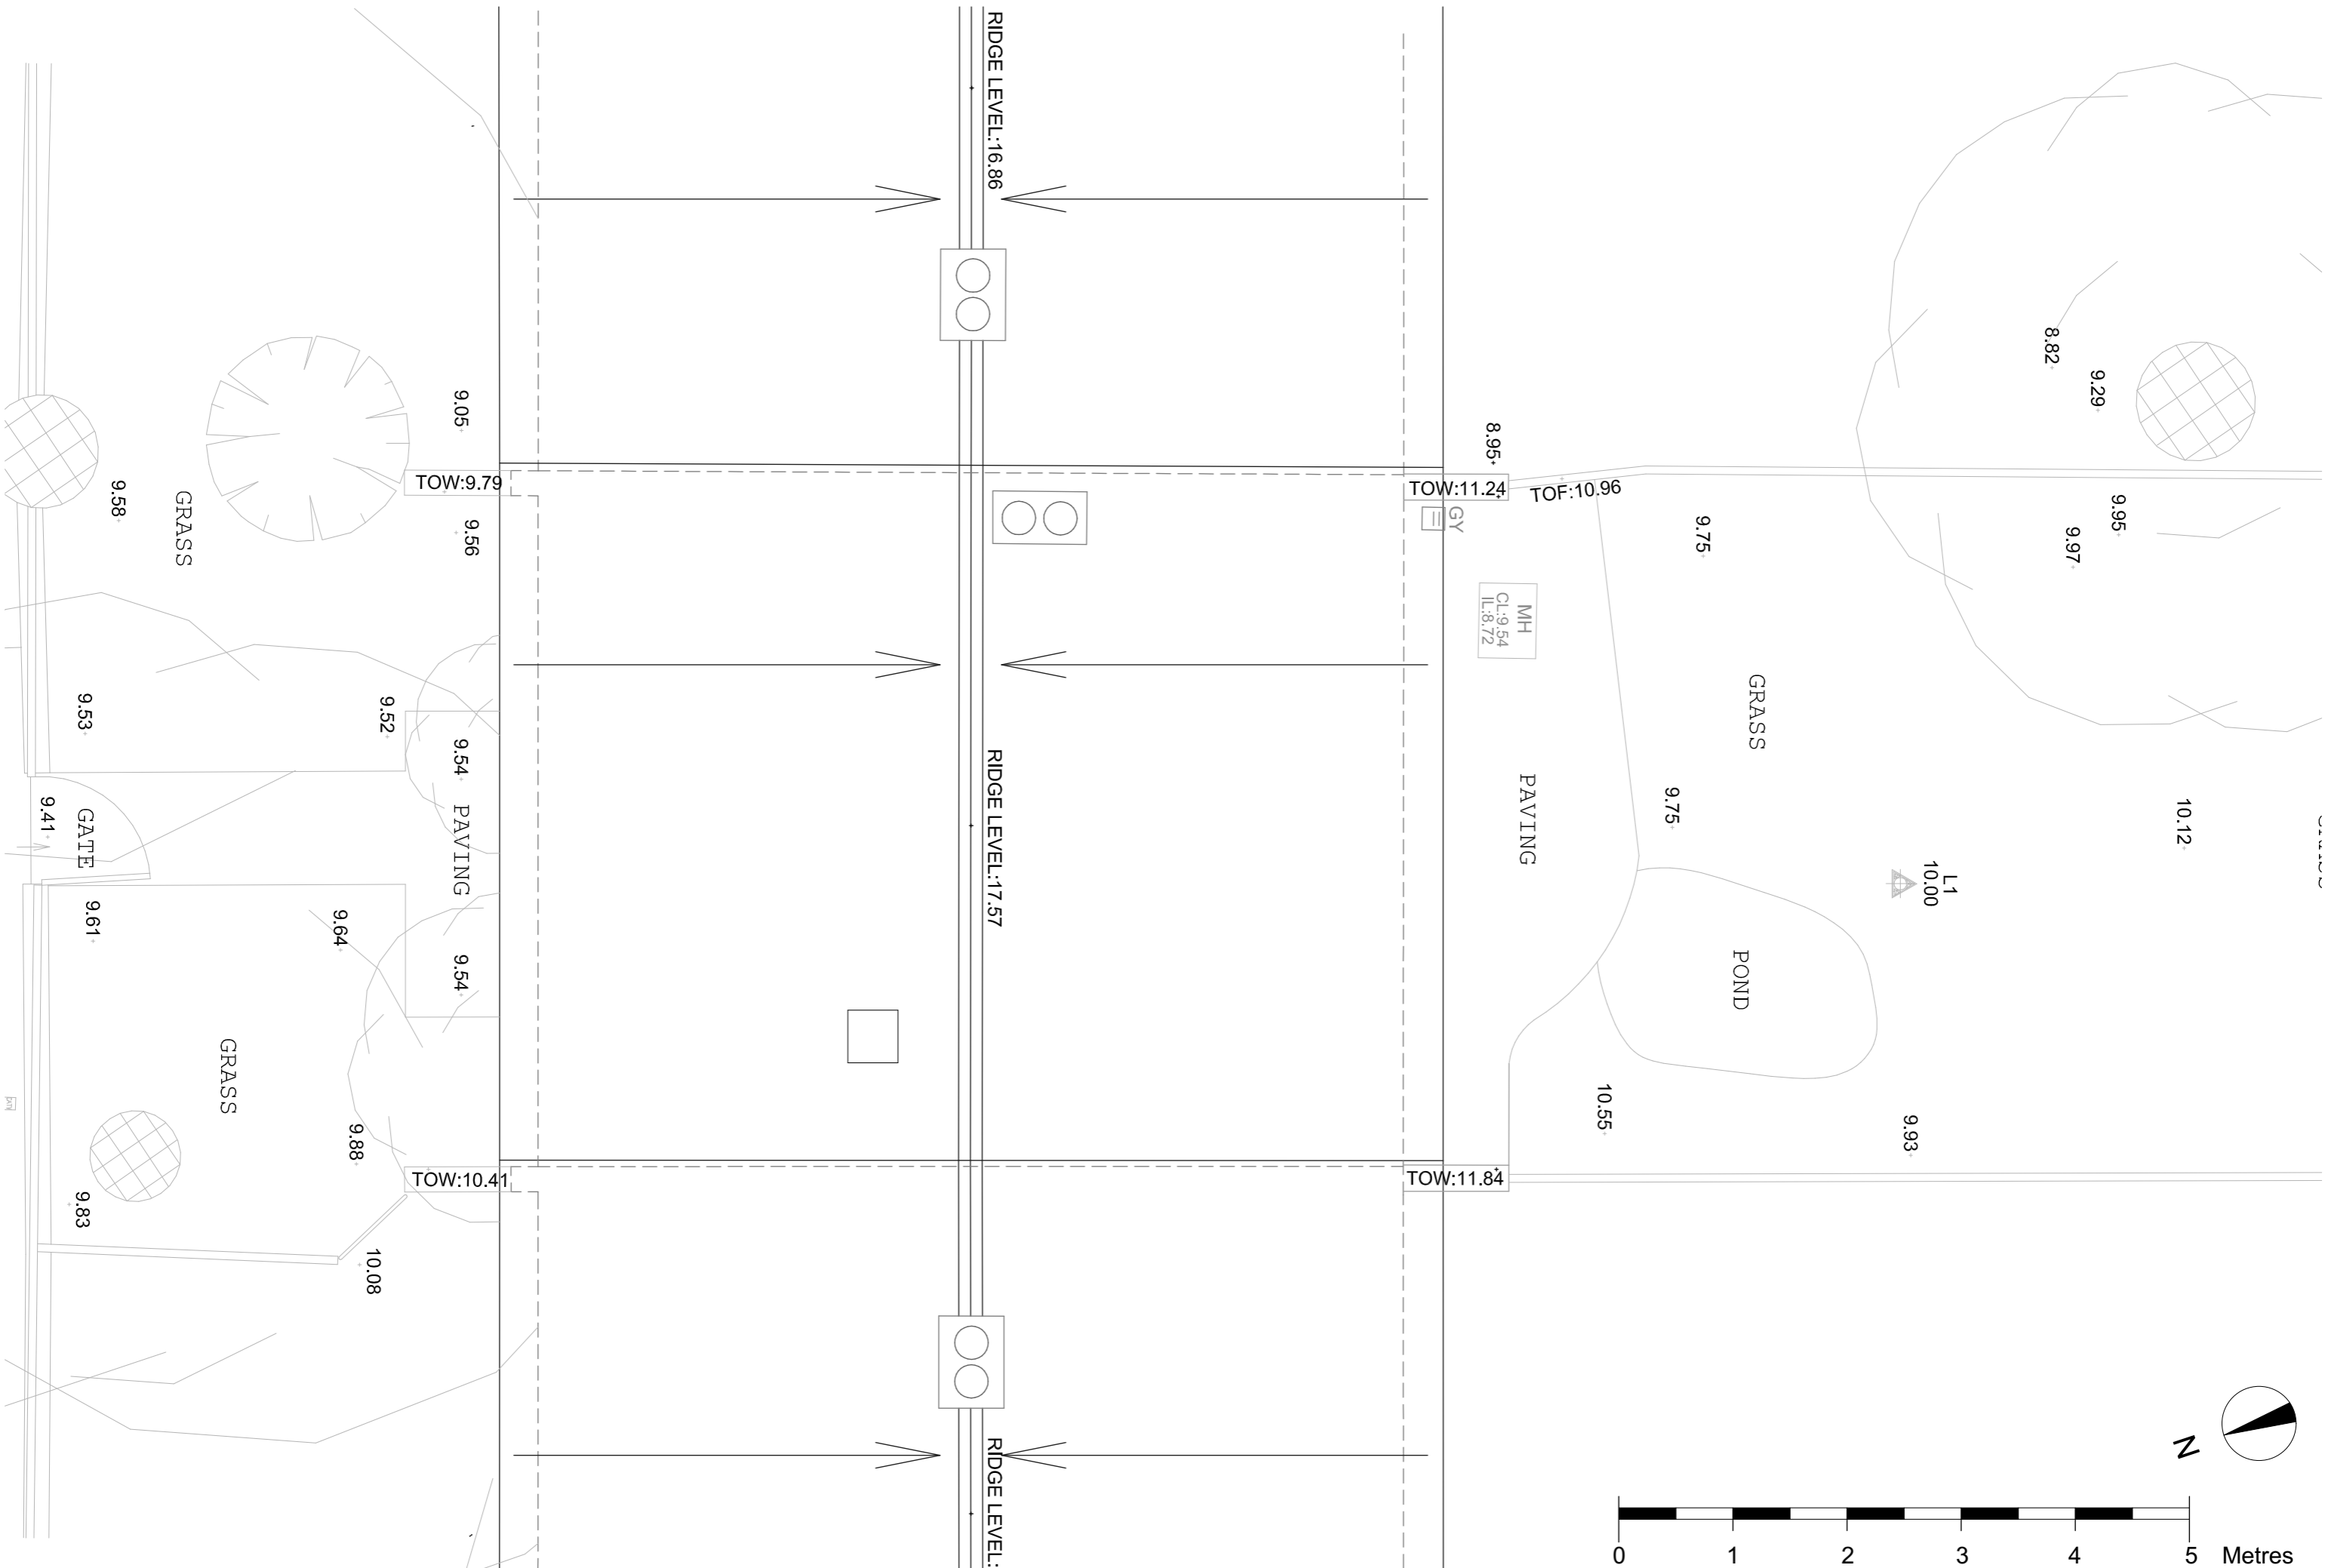 RIDGE LEVEL:16.86
8.82
9.29
9.05
8.95
TOW:9.79
TOW:11.24
TOF:10.96
9.58
GRASS
9.56
GY
9.75
9.95
9.97
MH
CL:9.54
IL:8.72
GRASS
9.53
9.52
9.54
RIDGE LEVEL:17.57
PAVING
9.75
10.12
9.41
GATE
PAVING
L1
10.00
9.61
9.64
9.54
POND
GRASS
10.55
9.93
9.88
TOW:10.41
TOW:11.84
9.83
10.08
RIDGE LEVEL:
N
0 1 2 3 4 5 Metres